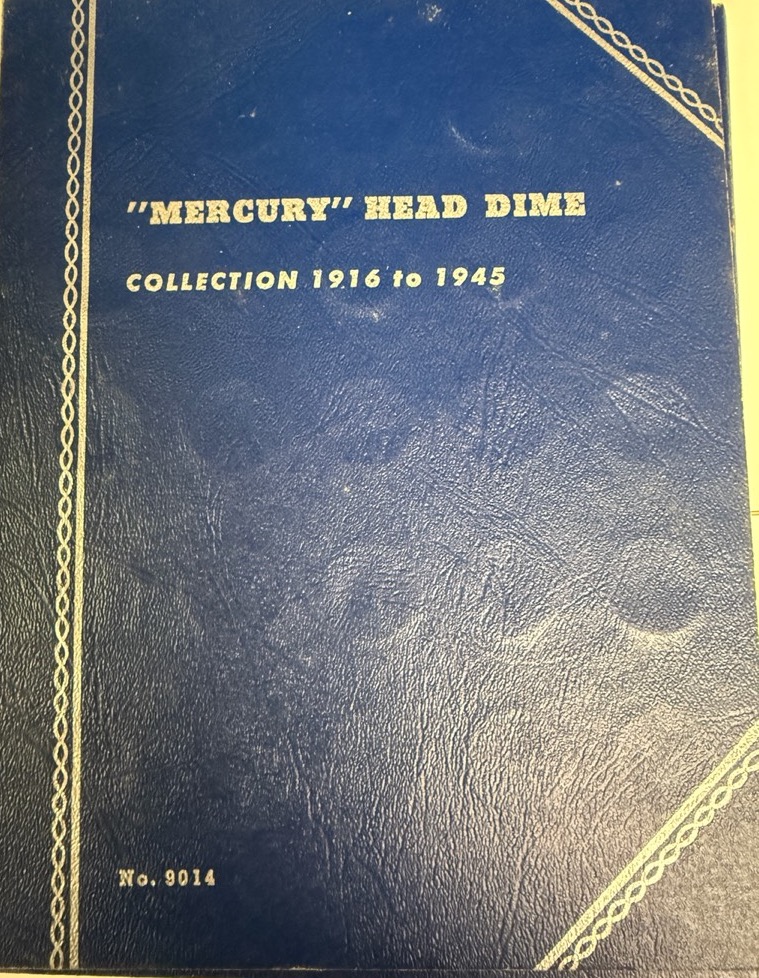 "MERCURY" HEAD DIME
COLLECTION 1916 to 1945
No. 9014